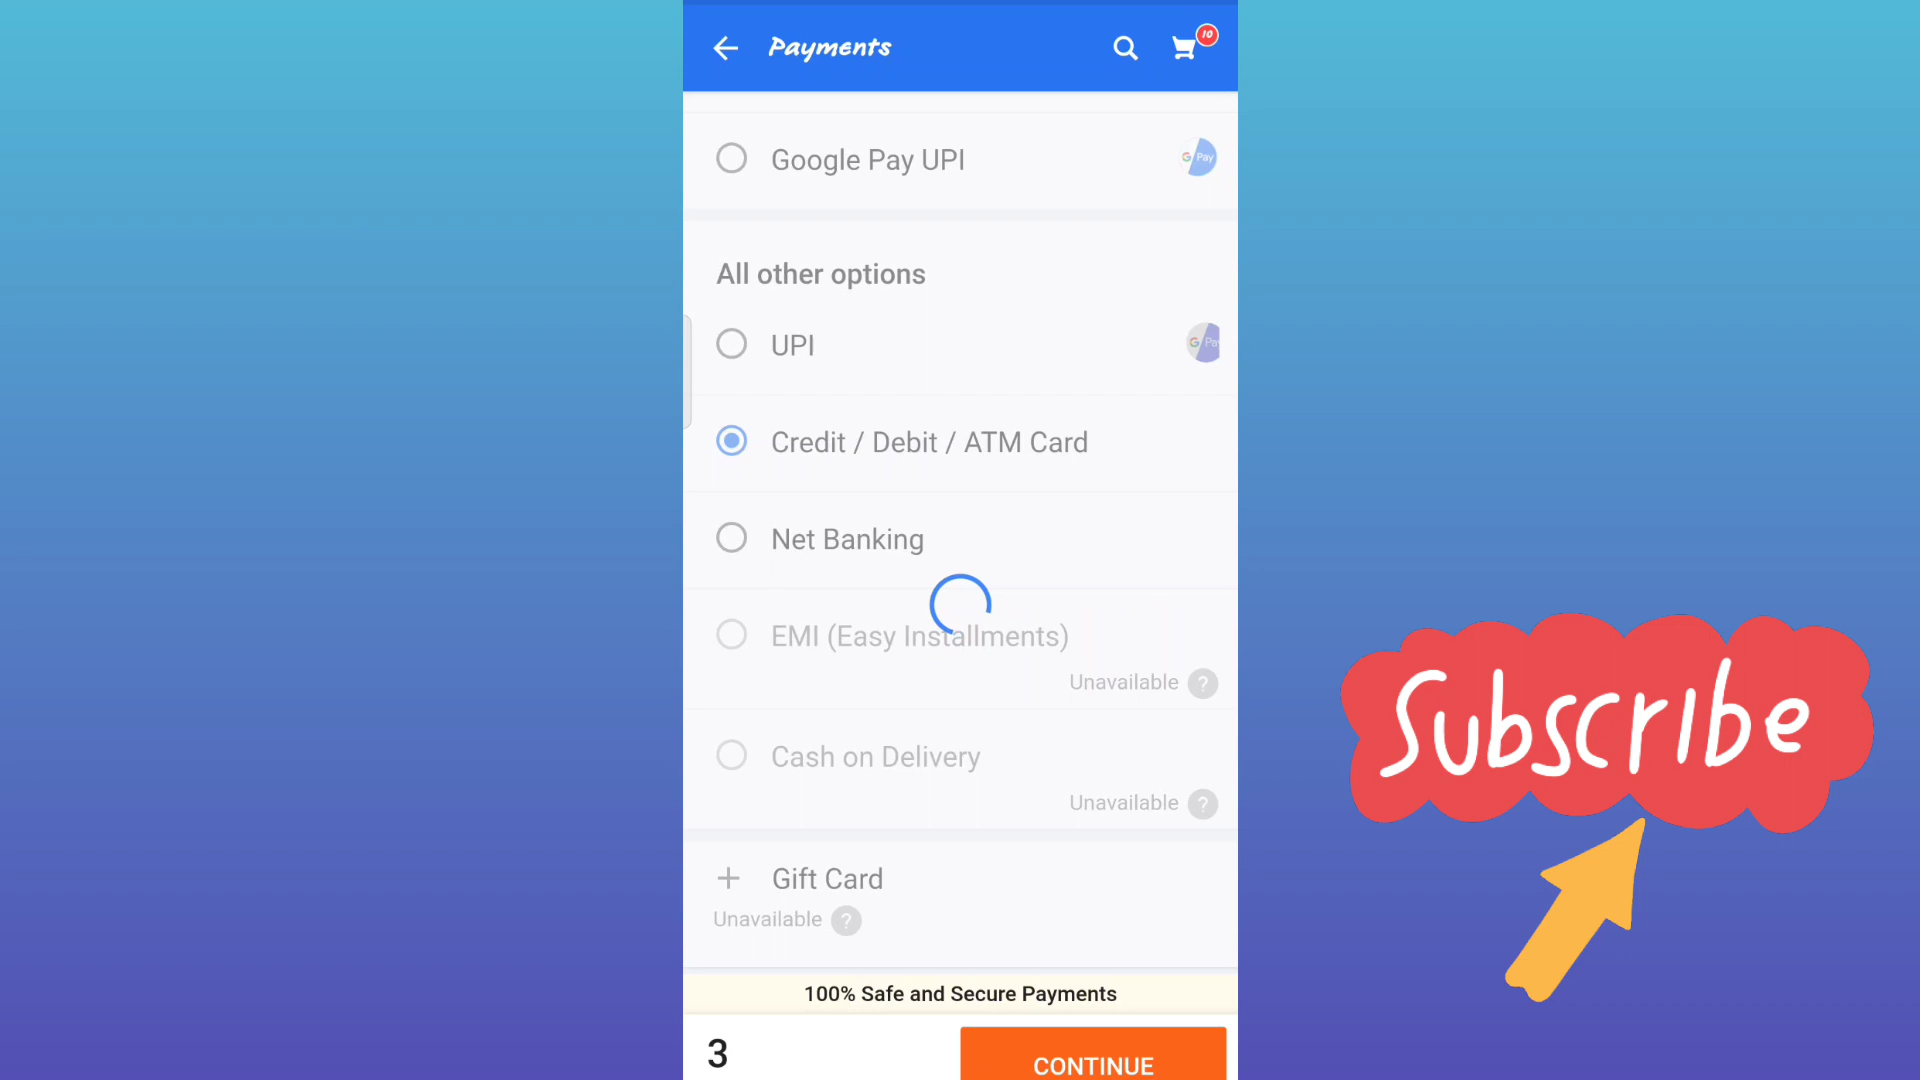 Payments
10
Google Pay UPI
G Pay
All other options
UPI
G Pa
Credit / Debit / ATM Card
Net Banking
EMI (Easy Installments)
Unavailable ?
Cash on Delivery
Unavailable ?
+ Gift Card
Unavailable ?
100% Safe and Secure Payments
3
CONTINUE
Subscribe